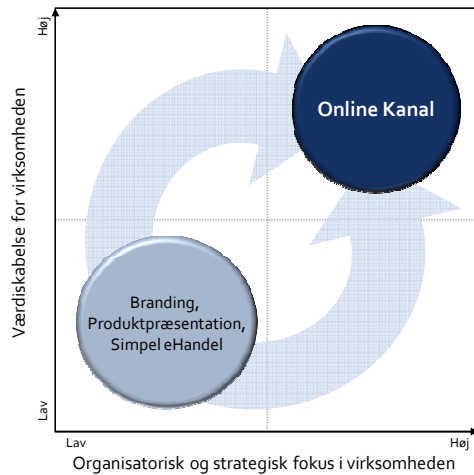 Høj
Værdiskabelse for virksomheden
Lav
Online Kanal
Branding,
Produktpræsentation,
Simpel eHandel
Lav
Høj
Organisatorisk og strategisk fokus i virksomheden